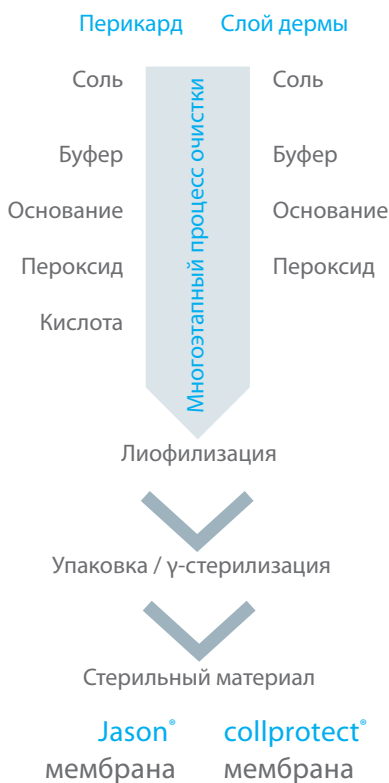 Перикард Слой дермы
Соль Соль
Буфер Буфер
Основание Основание
Пероксид Пероксид
Кислота
Многоэтапный процесс очистки
Лиофилизация
Упаковка / γ-стерилизация
Стерильный материал
Jason® collprotect®
мембрана мембрана